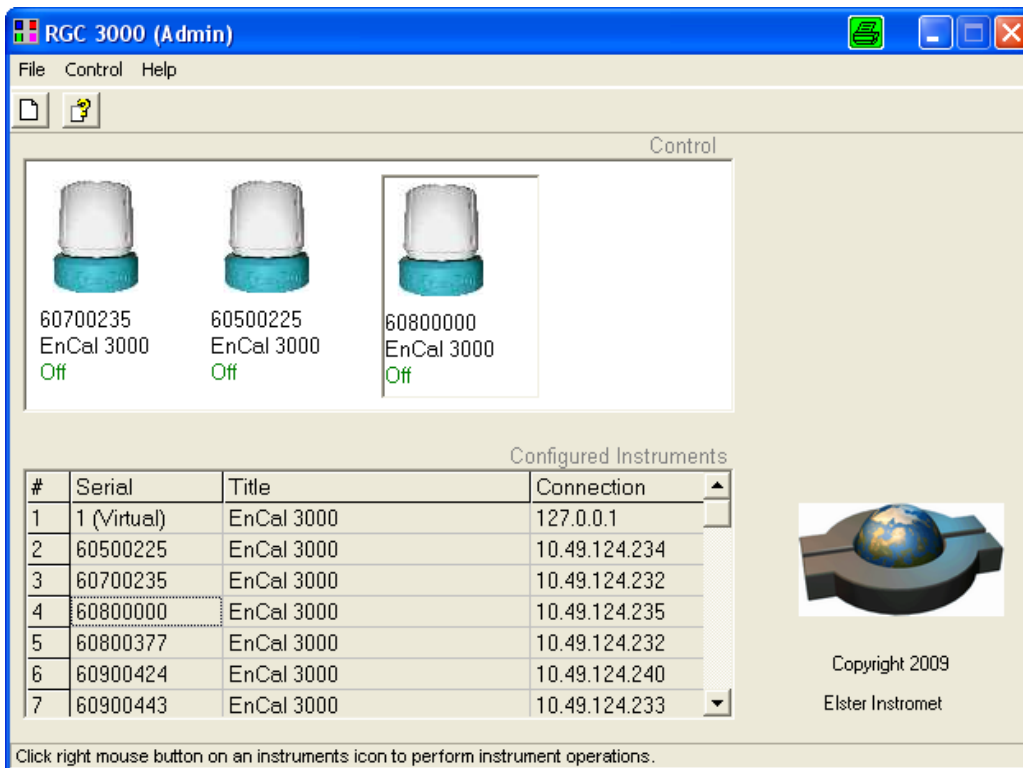 RGC 3000 (Admin)
File Control Help
Control
60700235 60500225 60800000
EnCal 3000 EnCal 3000 EnCal 3000
Off Off Off
Configured Instruments
# Serial Title Connection
1 1 (Virtual) EnCal 3000 127.0.0.1
2 60500225 EnCal 3000 10.49.124.234
3 60700235 EnCal 3000 10.49.124.232
4 60800000 EnCal 3000 10.49.124.235
5 60800377 EnCal 3000 10.49.124.232
6 60900424 EnCal 3000 10.49.124.240
7 60900443 EnCal 3000 10.49.124.233
Copyright 2009
Elster Instromet
Click right mouse button on an instruments icon to perform instrument operations.